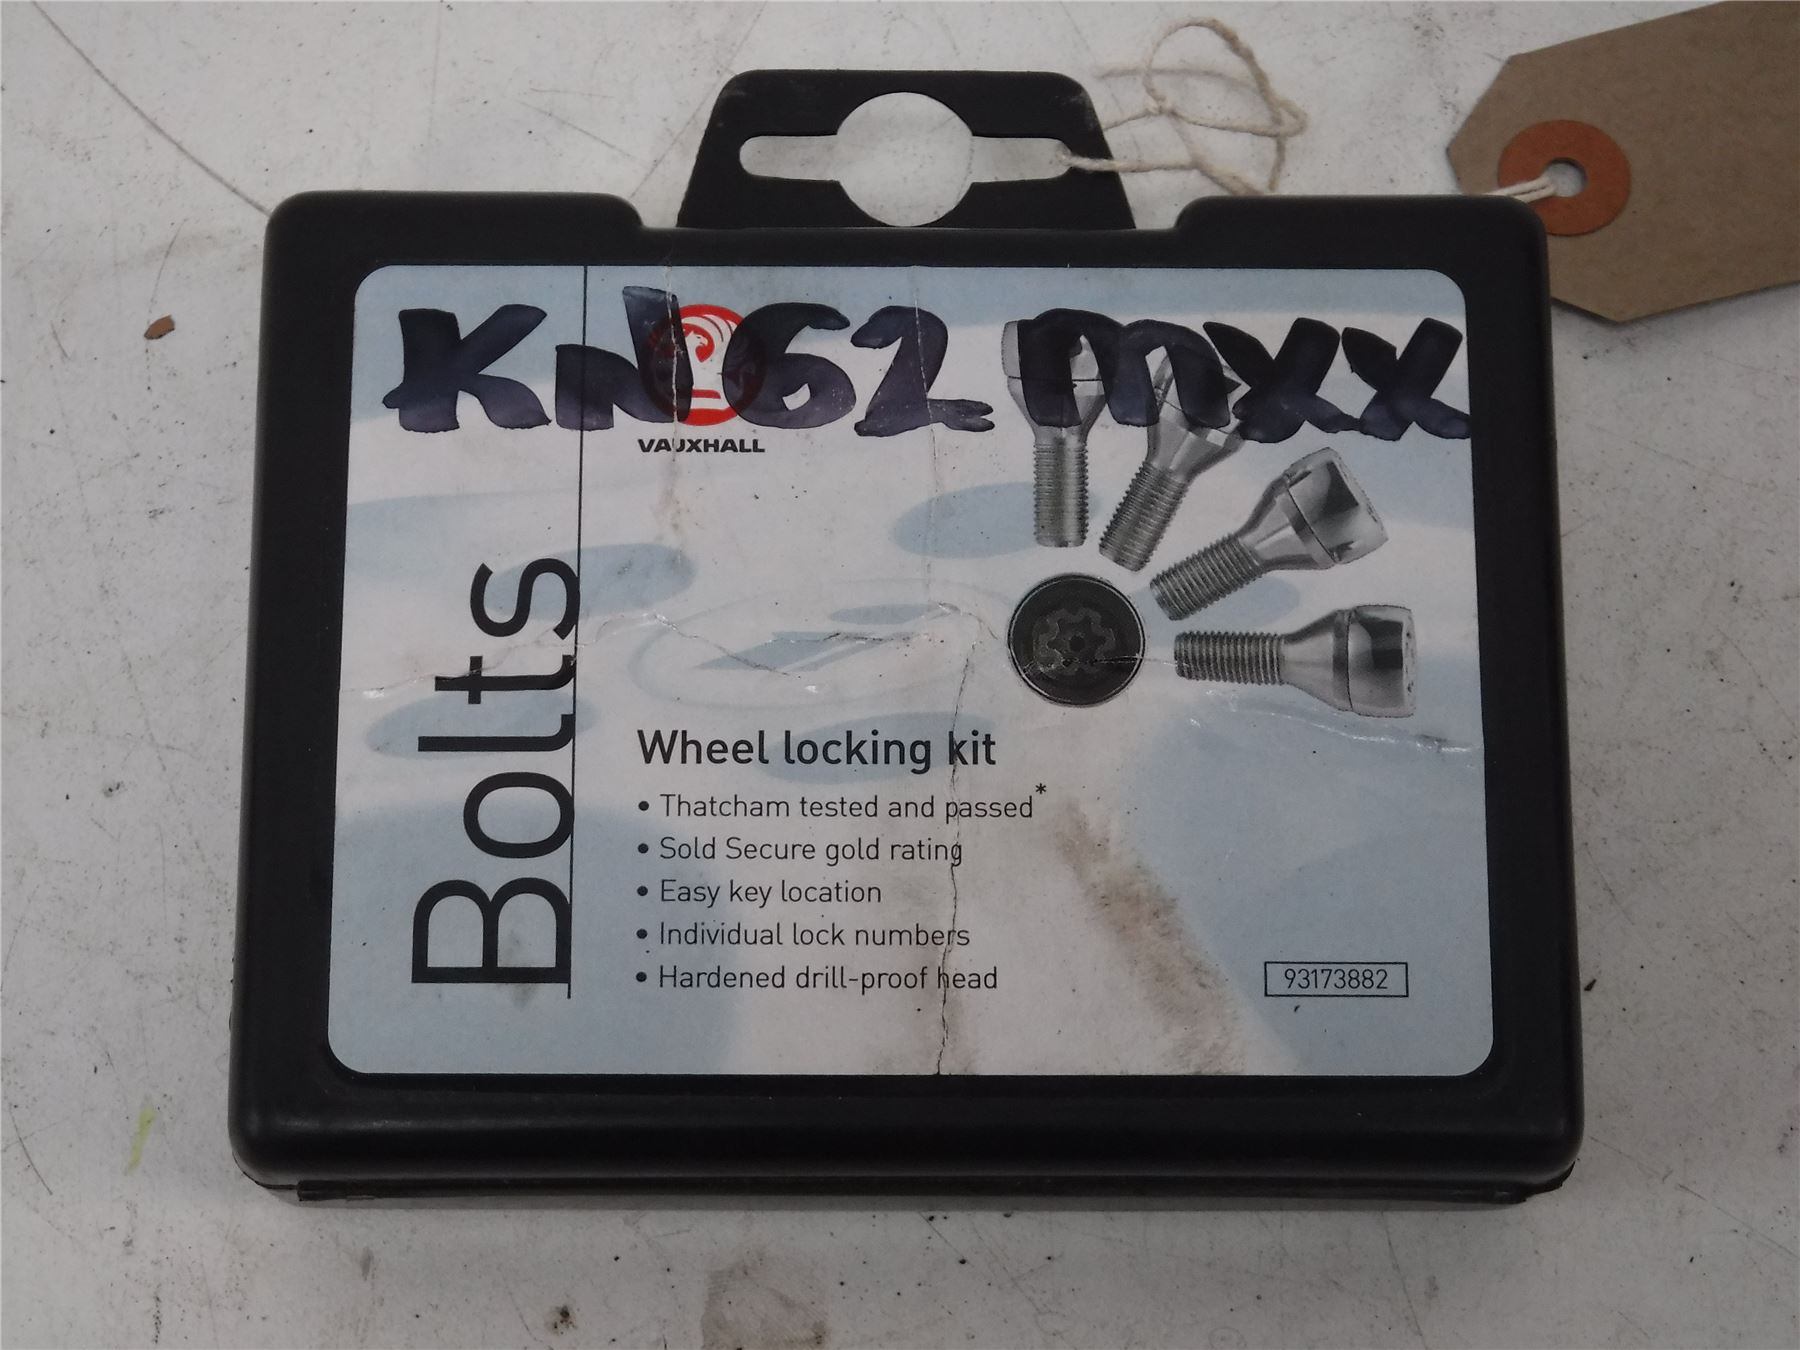 KN62 MXX
VAUXHALL
Bolts
Wheel locking kit
• Thatcham tested and passed*
• Sold Secure gold rating
• Easy key location
• Individual lock numbers
• Hardened drill-proof head
93173882